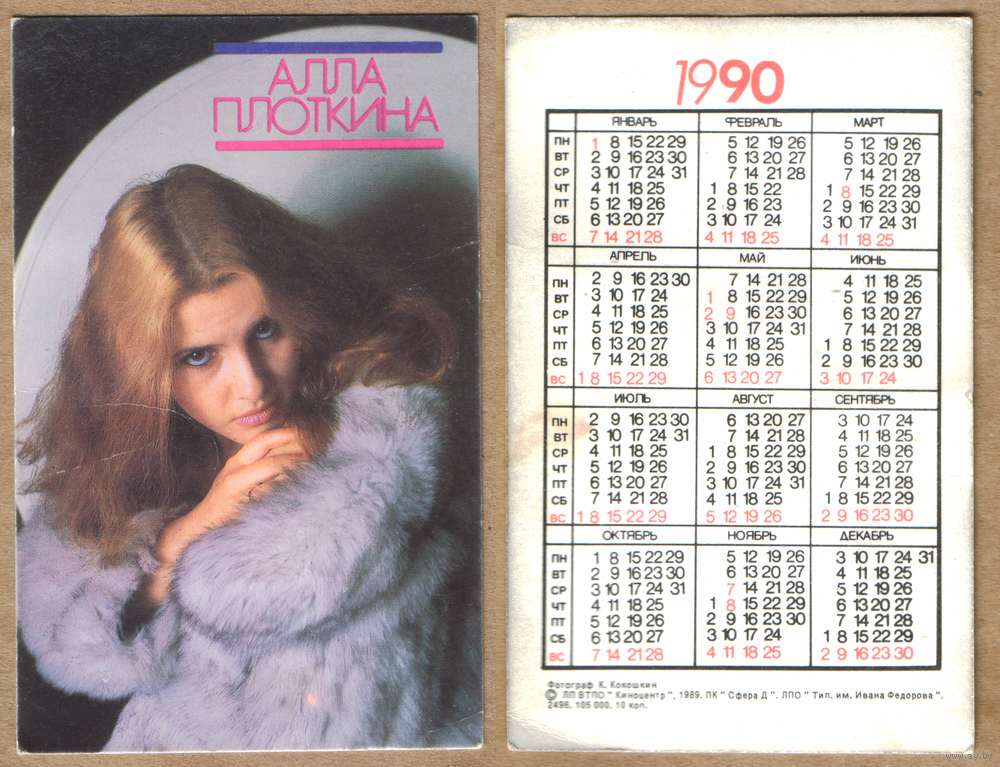 АЛЛА
ПЛОТКИНА
1990
ЯНВАРЬ ФЕВРАЛЬ МАРТ
ПН 1 8 15 22 29 5 12 19 26 5 12 19 26
ВТ 2 9 16 23 30 6 13 20 27 6 13 20 27
СР 3 10 17 24 31 7 14 21 28 7 14 21 28
ЧТ 4 11 18 25 1 8 15 22 1 8 15 22 29
ПТ 5 12 19 26 2 9 16 23 2 9 16 23 30
СБ 6 13 20 27 3 10 17 24 3 10 17 24 31
ВС 7 14 21 28 4 11 18 25 4 11 18 25
АПРЕЛЬ МАЙ ИЮНЬ
ПН 2 9 16 23 30 7 14 21 28 4 11 18 25
ВТ 3 10 17 24 1 8 15 22 29 5 12 19 26
СР 4 11 18 25 2 9 16 23 30 6 13 20 27
ЧТ 5 12 19 26 3 10 17 24 31 7 14 21 28
ПТ 6 13 20 27 4 11 18 25 1 8 15 22 29
СБ 7 14 21 28 5 12 19 26 2 9 16 23 30
ВС 1 8 15 22 29 6 13 20 27 3 10 17 24
ИЮЛЬ АВГУСТ СЕНТЯБРЬ
ПН 2 9 16 23 30 6 13 20 27 3 10 17 24
ВТ 3 10 17 24 31 7 14 21 28 4 11 18 25
СР 4 11 18 25 1 8 15 22 29 5 12 19 26
ЧТ 5 12 19 26 2 9 16 23 30 6 13 20 27
ПТ 6 13 20 27 3 10 17 24 31 7 14 21 28
СБ 7 14 21 28 4 11 18 25 1 8 15 22 29
ВС 1 8 15 22 29 5 12 19 26 2 9 16 23 30
ОКТЯБРЬ НОЯБРЬ ДЕКАБРЬ
ПН 1 8 15 22 29 5 12 19 26 3 10 17 24 31
ВТ 2 9 16 23 30 6 13 20 27 4 11 18 25
СР 3 10 17 24 31 7 14 21 28 5 12 19 26
ЧТ 4 11 18 25 1 8 15 22 29 6 13 20 27
ПТ 5 12 19 26 2 9 16 23 30 7 14 21 28
СБ 6 13 20 27 3 10 17 24 1 8 15 22 29
ВС 7 14 21 28 4 11 18 25 2 9 16 23 30
Фотограф К. Кокошкин
© ЛП ВТПО " Киноцентр ", 1989. ПК " Сфера Д ". ЛПО " Тип. им. Ивана Федорова ".
2496. 105 000. 10 коп.
www.ay.by